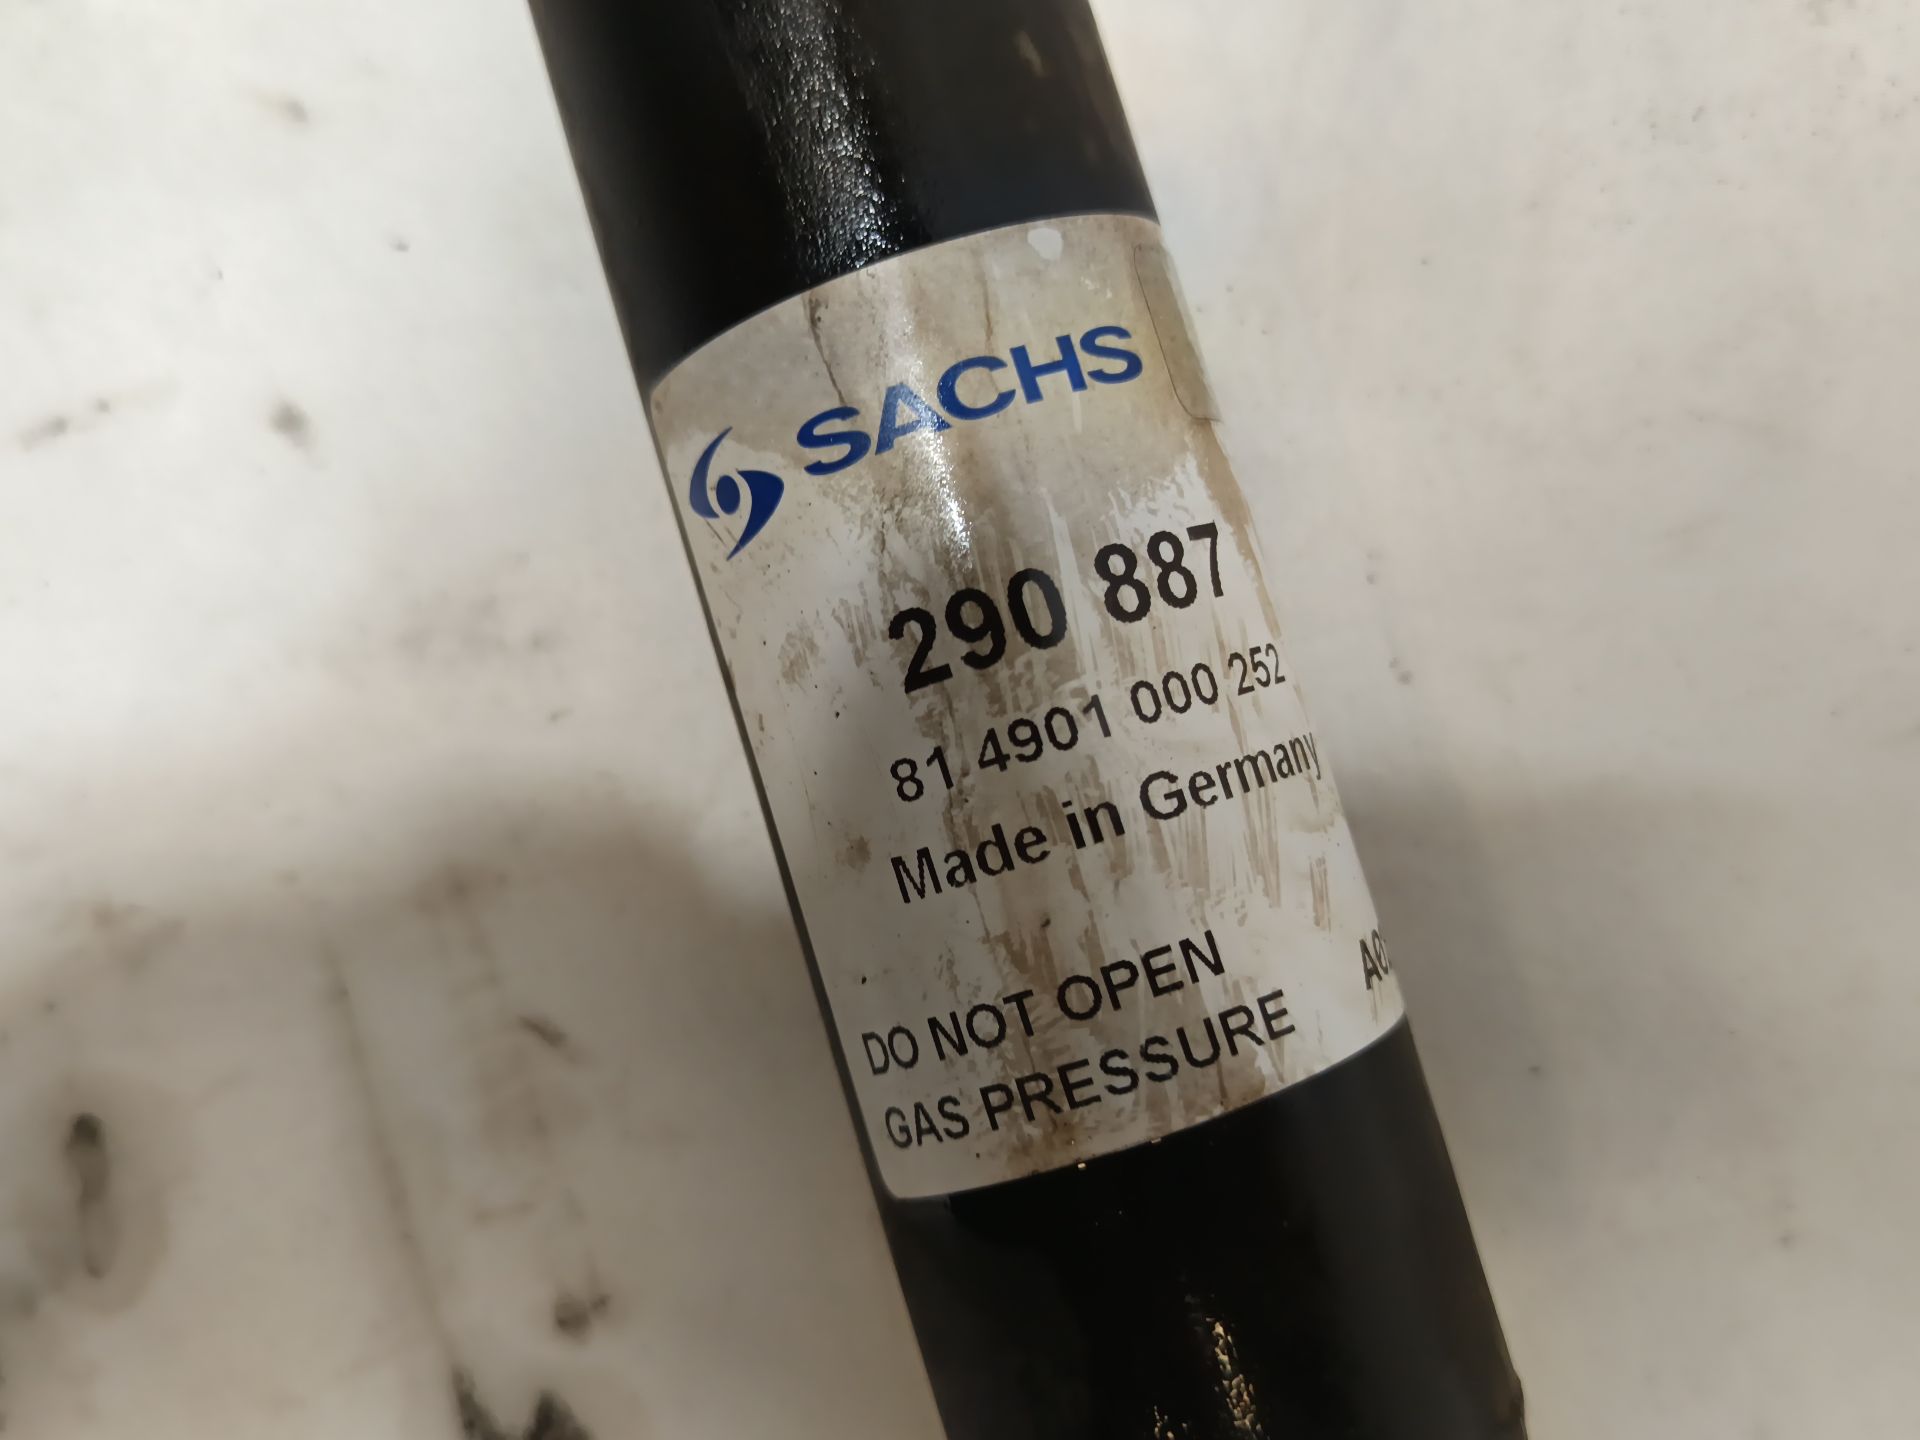 SACHS
290 887
81 4901 000 252
Made in Germany
DO NOT OPEN
GAS PRESSURE